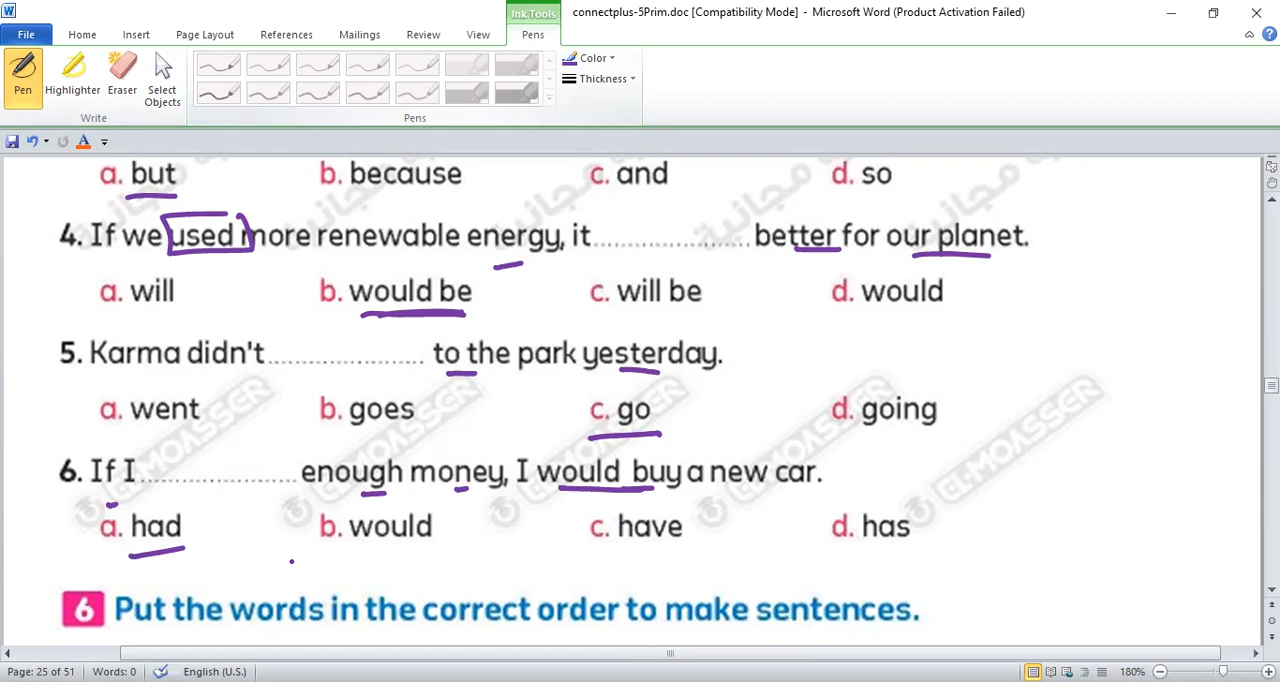 Ink Tools
connectplus-5Prim.doc [Compatibility Mode] - Microsoft Word (Product Activation Failed)
File Home Insert Page Layout References Mailings Review View Pens
Pen Highlighter Eraser Select Objects
Color
Thickness
Write Pens
a. but b. because c. and d. so
4. If we used more renewable energy, it........................ better for our planet.
a. will b. would be c. will be d. would
5. Karma didn't........................ to the park yesterday.
a. went b. goes c. go d. going
6. If I........................ enough money, I would buy a new car.
a. had b. would c. have d. has
6 Put the words in the correct order to make sentences.
ELMOASSER ELMOASSER ELMOASSER ELMOASSER ELMOASSER
Page: 25 of 51 Words: 0 English (U.S.) 180%